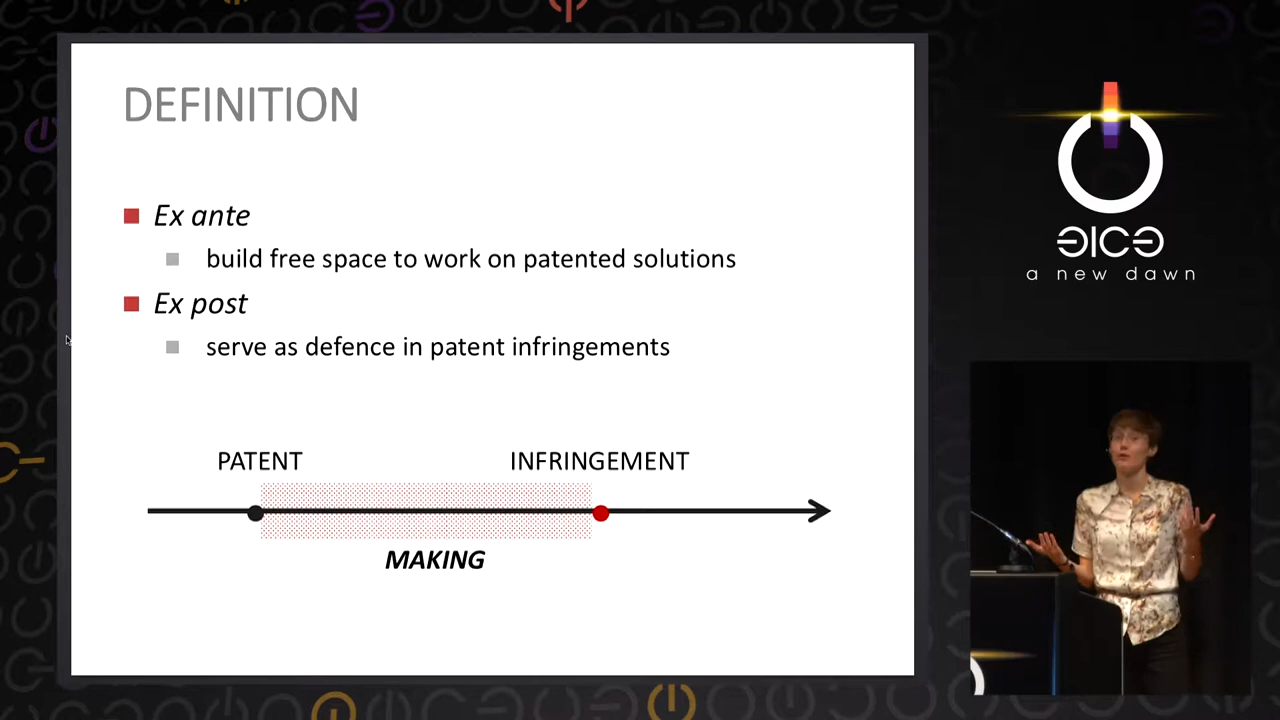 DEFINITION
Ex ante
build free space to work on patented solutions
Ex post
serve as defence in patent infringements
PATENT
INFRINGEMENT
MAKING
a new dawn